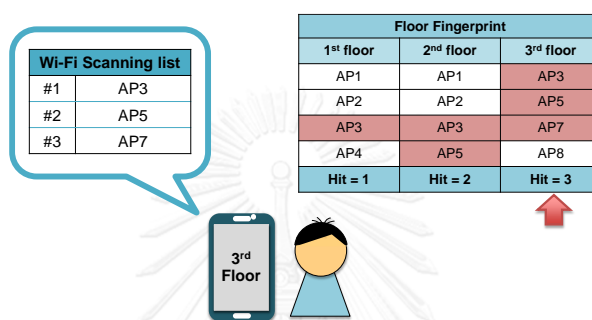 Wi-Fi Scanning list
#1 AP3
#2 AP5
#3 AP7
Floor Fingerprint
1st floor 2nd floor 3rd floor
AP1 AP1 AP3
AP2 AP2 AP5
AP3 AP3 AP7
AP4 AP5 AP8
Hit = 1 Hit = 2 Hit = 3
3rd
Floor